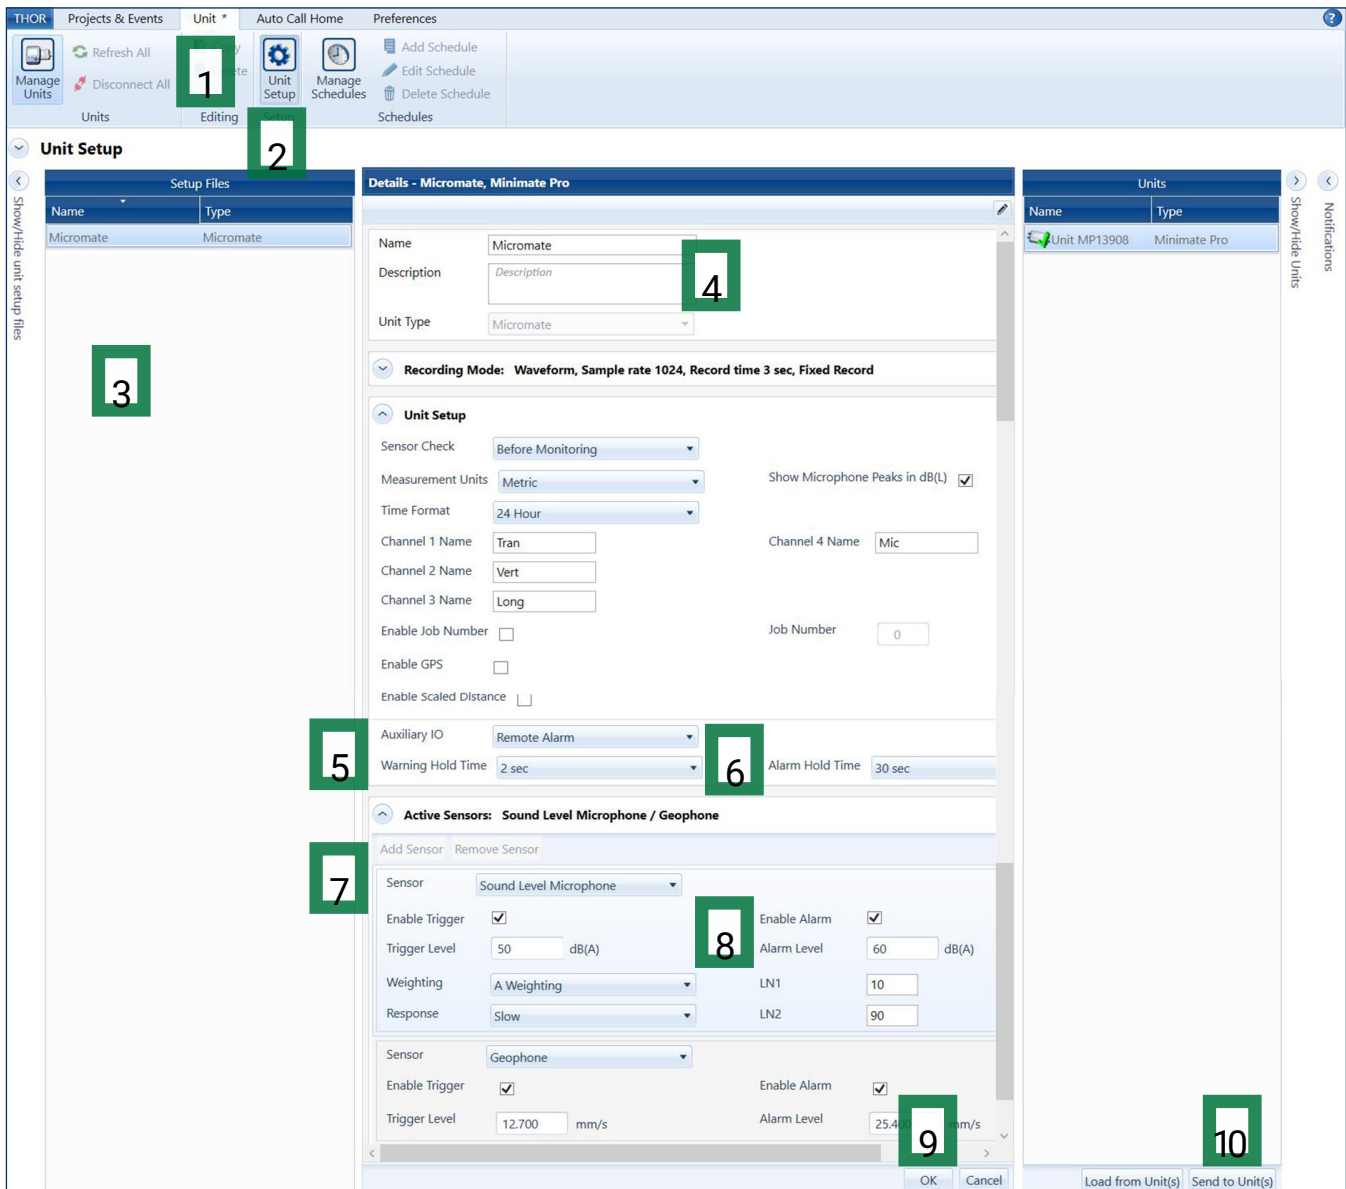 THOR Projects & Events Unit * Auto Call Home Preferences
Manage Units
Refresh All
Disconnect All
Units
1
Editing
Unit Setup
2
Manage Schedules
Add Schedule
Edit Schedule
Delete Schedule
Schedules
Unit Setup
Show/Hide unit setup files
Setup Files
Name Type
Micromate Micromate
3
Details - Micromate, Minimate Pro
Name Micromate
4
Description Description
Unit Type Micromate
Recording Mode: Waveform, Sample rate 1024, Record time 3 sec, Fixed Record
Unit Setup
Sensor Check Before Monitoring
Measurement Units Metric Show Microphone Peaks in dB(L)
Time Format 24 Hour
Channel 1 Name Tran Channel 4 Name Mic
Channel 2 Name Vert
Channel 3 Name Long
Enable Job Number Job Number 0
Enable GPS
Enable Scaled Distance
Auxiliary IO Remote Alarm
5
Warning Hold Time 2 sec
6
Alarm Hold Time 30 sec
Active Sensors: Sound Level Microphone / Geophone
Add Sensor Remove Sensor
7
Sensor Sound Level Microphone
Enable Trigger
8
Enable Alarm
Trigger Level 50 dB(A) Alarm Level 60 dB(A)
Weighting A Weighting LN1 10
Response Slow LN2 90
Sensor Geophone
Enable Trigger Enable Alarm
Trigger Level 12.700 mm/s Alarm Level
9
OK Cancel
Units
Name Type
Unit MP13908 Minimate Pro
10
Load from Unit(s) Send to Unit(s)
Show/Hide Units
Notifications